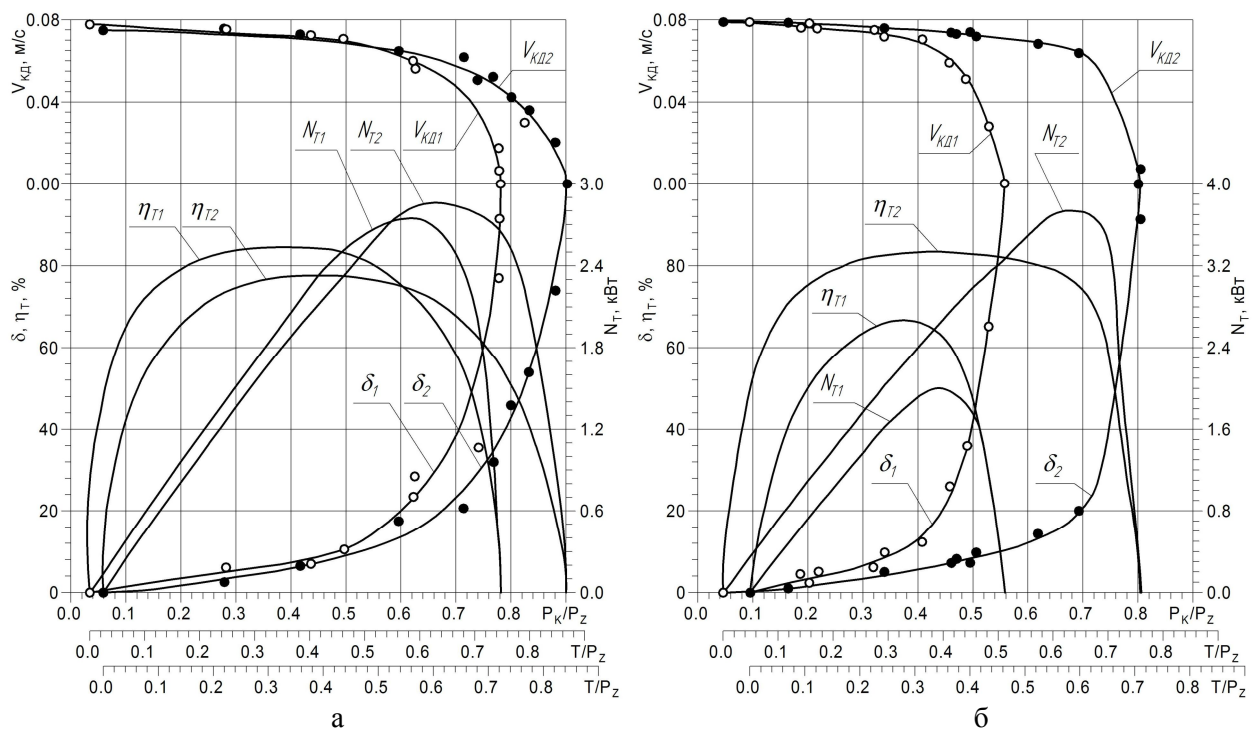 0.08 0.08
V_КД, м/с V_КД, м/с
V_КД2 V_КД2
0.04 0.04
N_Т1 N_Т2 V_КД1 V_КД1 N_Т2
0.00 3.0 0.00 4.0
η_Т1 η_Т2 η_Т2
80 2.4 80 3.2
δ, η_Т, % N_Т, кВт δ, η_Т, % N_Т, кВт
η_Т1
60 1.8 60 2.4
δ_1 δ_2 N_Т1
40 1.2 40 1.6
δ_1 δ_2
20 0.6 20 0.8
0 0.0 0 0.0
0.0 0.1 0.2 0.3 0.4 0.5 0.6 0.7 0.8 P_К/P_Z 0.0 0.1 0.2 0.3 0.4 0.5 0.6 0.7 0.8 P_К/P_Z
0.0 0.1 0.2 0.3 0.4 0.5 0.6 0.7 0.8 T/P_Z 0.0 0.1 0.2 0.3 0.4 0.5 0.6 0.7 0.8 T/P_Z
0.0 0.1 0.2 0.3 0.4 0.5 0.6 0.7 0.8 T/P_Z 0.0 0.1 0.2 0.3 0.4 0.5 0.6 0.7 0.8 T/P_Z
а б